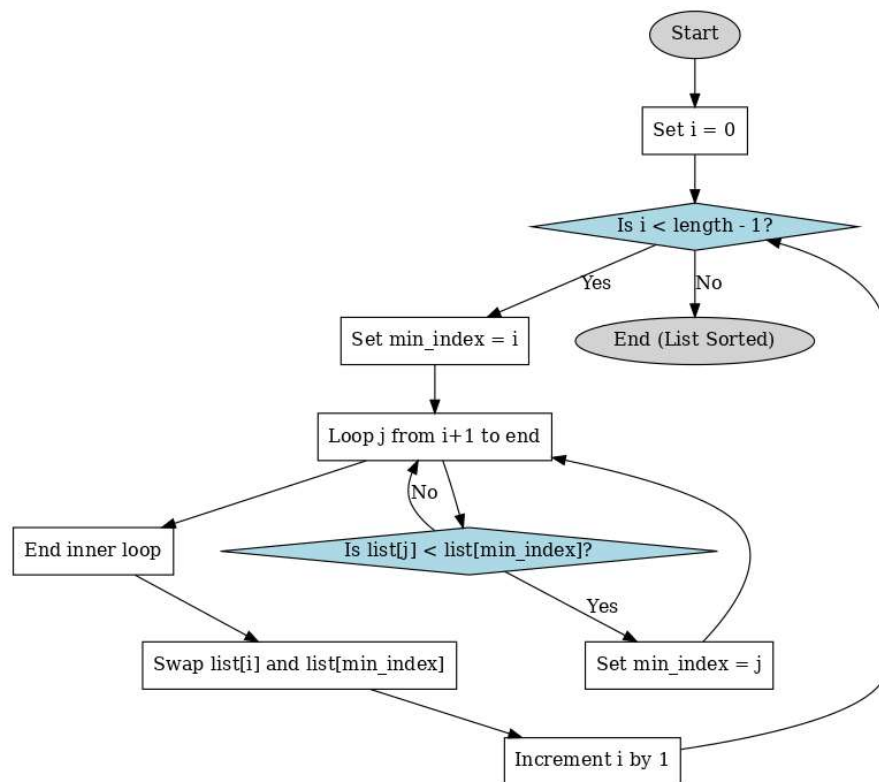 Start
Set i = 0
Is i < length - 1?
Yes
No
Set min_index = i
End (List Sorted)
Loop j from i+1 to end
No
End inner loop
Is list[j] < list[min_index]?
Yes
Swap list[i] and list[min_index]
Set min_index = j
Increment i by 1